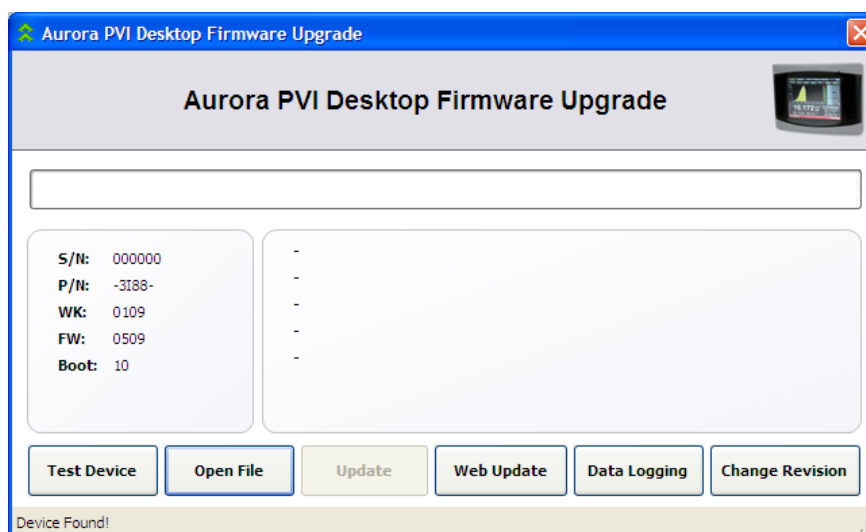 Aurora PVI Desktop Firmware Upgrade
Aurora PVI Desktop Firmware Upgrade
S/N: 000000
P/N: -3I88-
WK: 0109
FW: 0509
Boot: 10
-
-
-
-
-
Test Device Open File Update Web Update Data Logging Change Revision
Device Found!